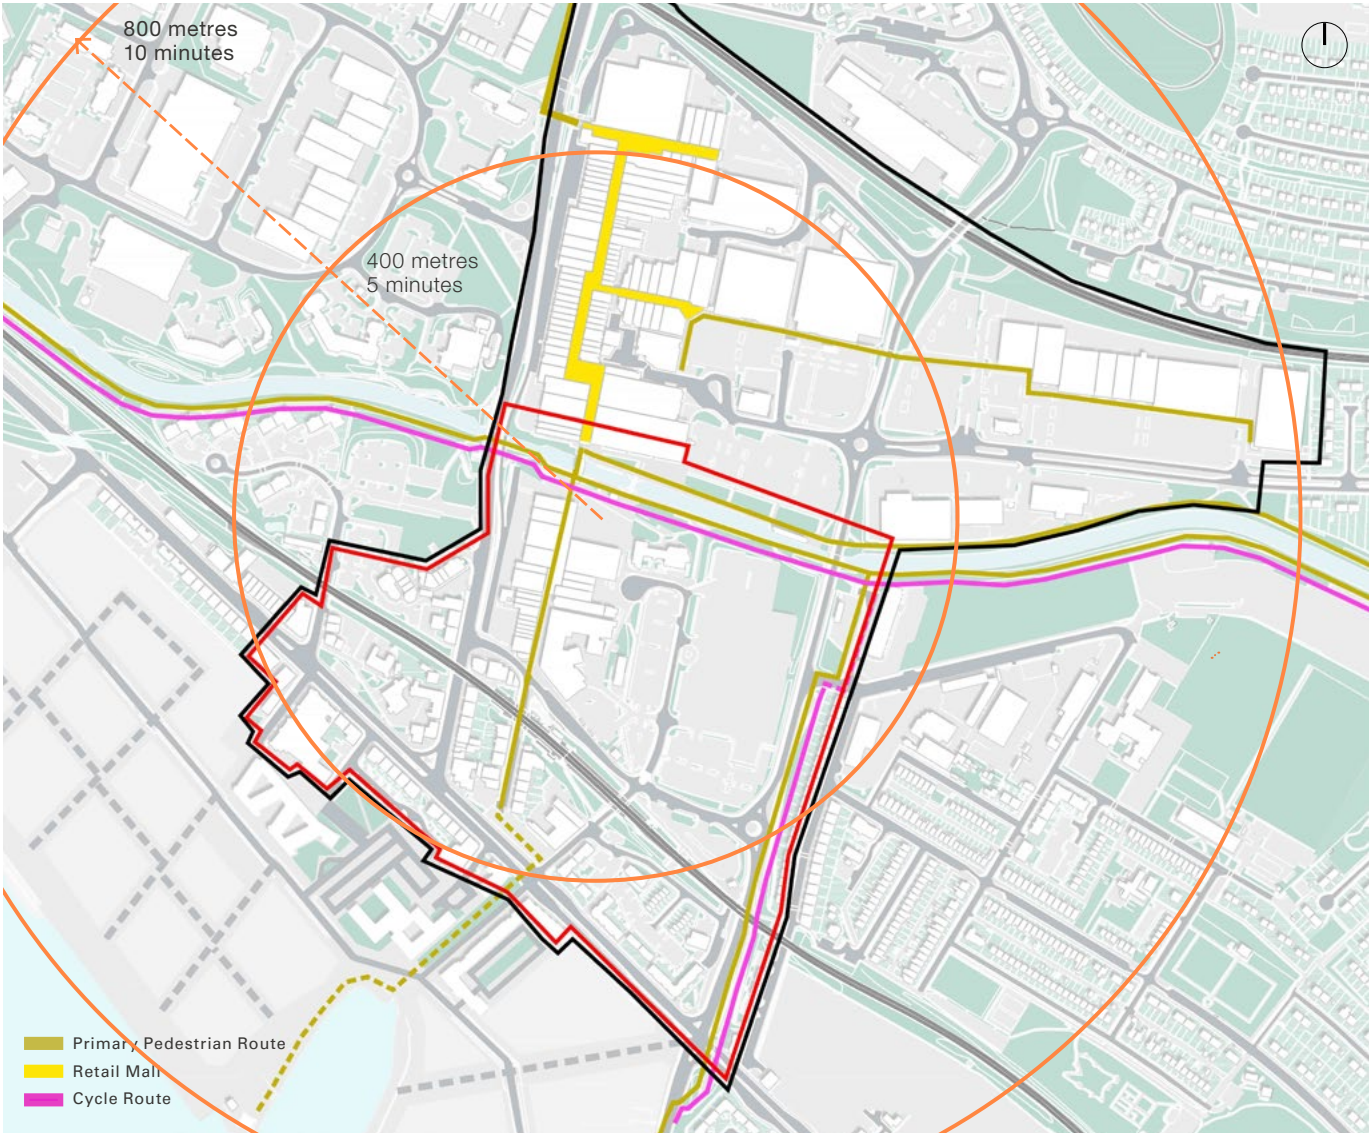 800 metres
10 minutes
400 metres
5 minutes
Primary Pedestrian Route
Retail Mall
Cycle Route